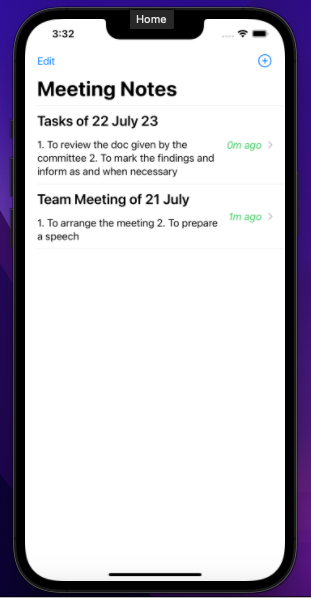 Home
3:32
Edit
Meeting Notes
Tasks of 22 July 23
1. To review the doc given by the
committee 2. To mark the findings and
inform as and when necessary
0m ago
Team Meeting of 21 July
1. To arrange the meeting 2. To prepare
a speech
1m ago